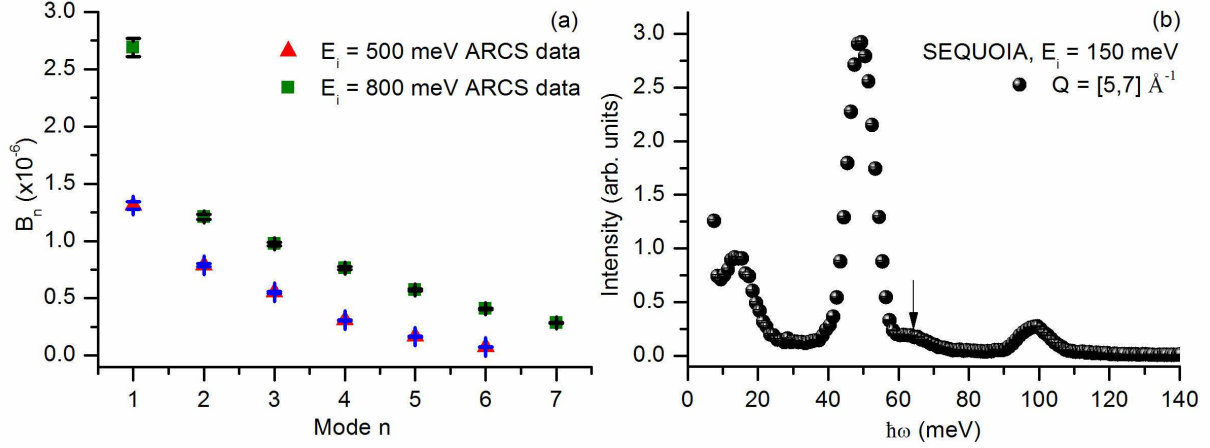 (a)
E_i = 500 meV ARCS data
E_i = 800 meV ARCS data
B_n (x10^-6)
3.0
2.5
2.0
1.5
1.0
0.5
0.0
1 2 3 4 5 6 7
Mode n
(b)
SEQUOIA, E_i = 150 meV
Q = [5,7] Å^-1
Intensity (arb. units)
3.0
2.5
2.0
1.5
1.0
0.5
0.0
0 20 40 60 80 100 120 140
ħω (meV)